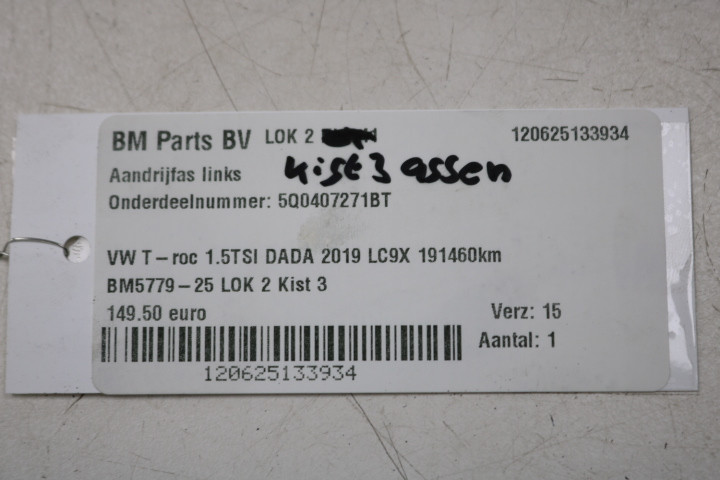 BM Parts BV LOK 2 120625133934
Aandrijfas links Kist 3 assen
Onderdeelnummer: 5Q0407271BT
VW T-roc 1.5TSI DADA 2019 LC9X 191460km
BM5779-25 LOK 2 Kist 3
149.50 euro Verz: 15
Aantal: 1
120625133934